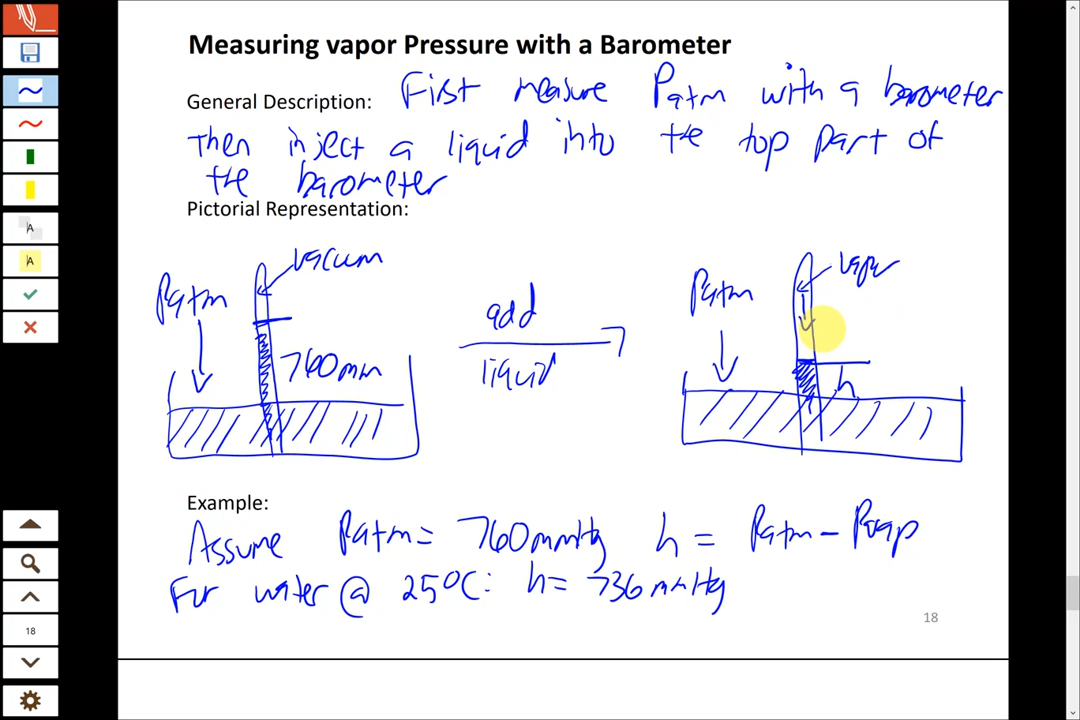 Measuring vapor Pressure with a Barometer
General Description: First measure Patm with a barometer
Then inject a liquid into the top part of
the barometer
Pictorial Representation:
vacuum
Patm
760mm
add
liquid
vapor
Patm
h
Example:
Assume Patm = 760mmHg h = Patm - Pvap
For water @ 25°C: h = 736 mmHg
18
18
A
A